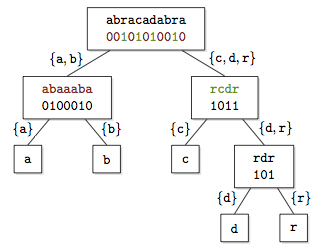 abracadabra
00101010010
{a, b}
{c, d, r}
abaaaba
0100010
rcdr
1011
{a}
{b}
{c}
{d, r}
a
b
c
rdr
101
{d}
{r}
d
r